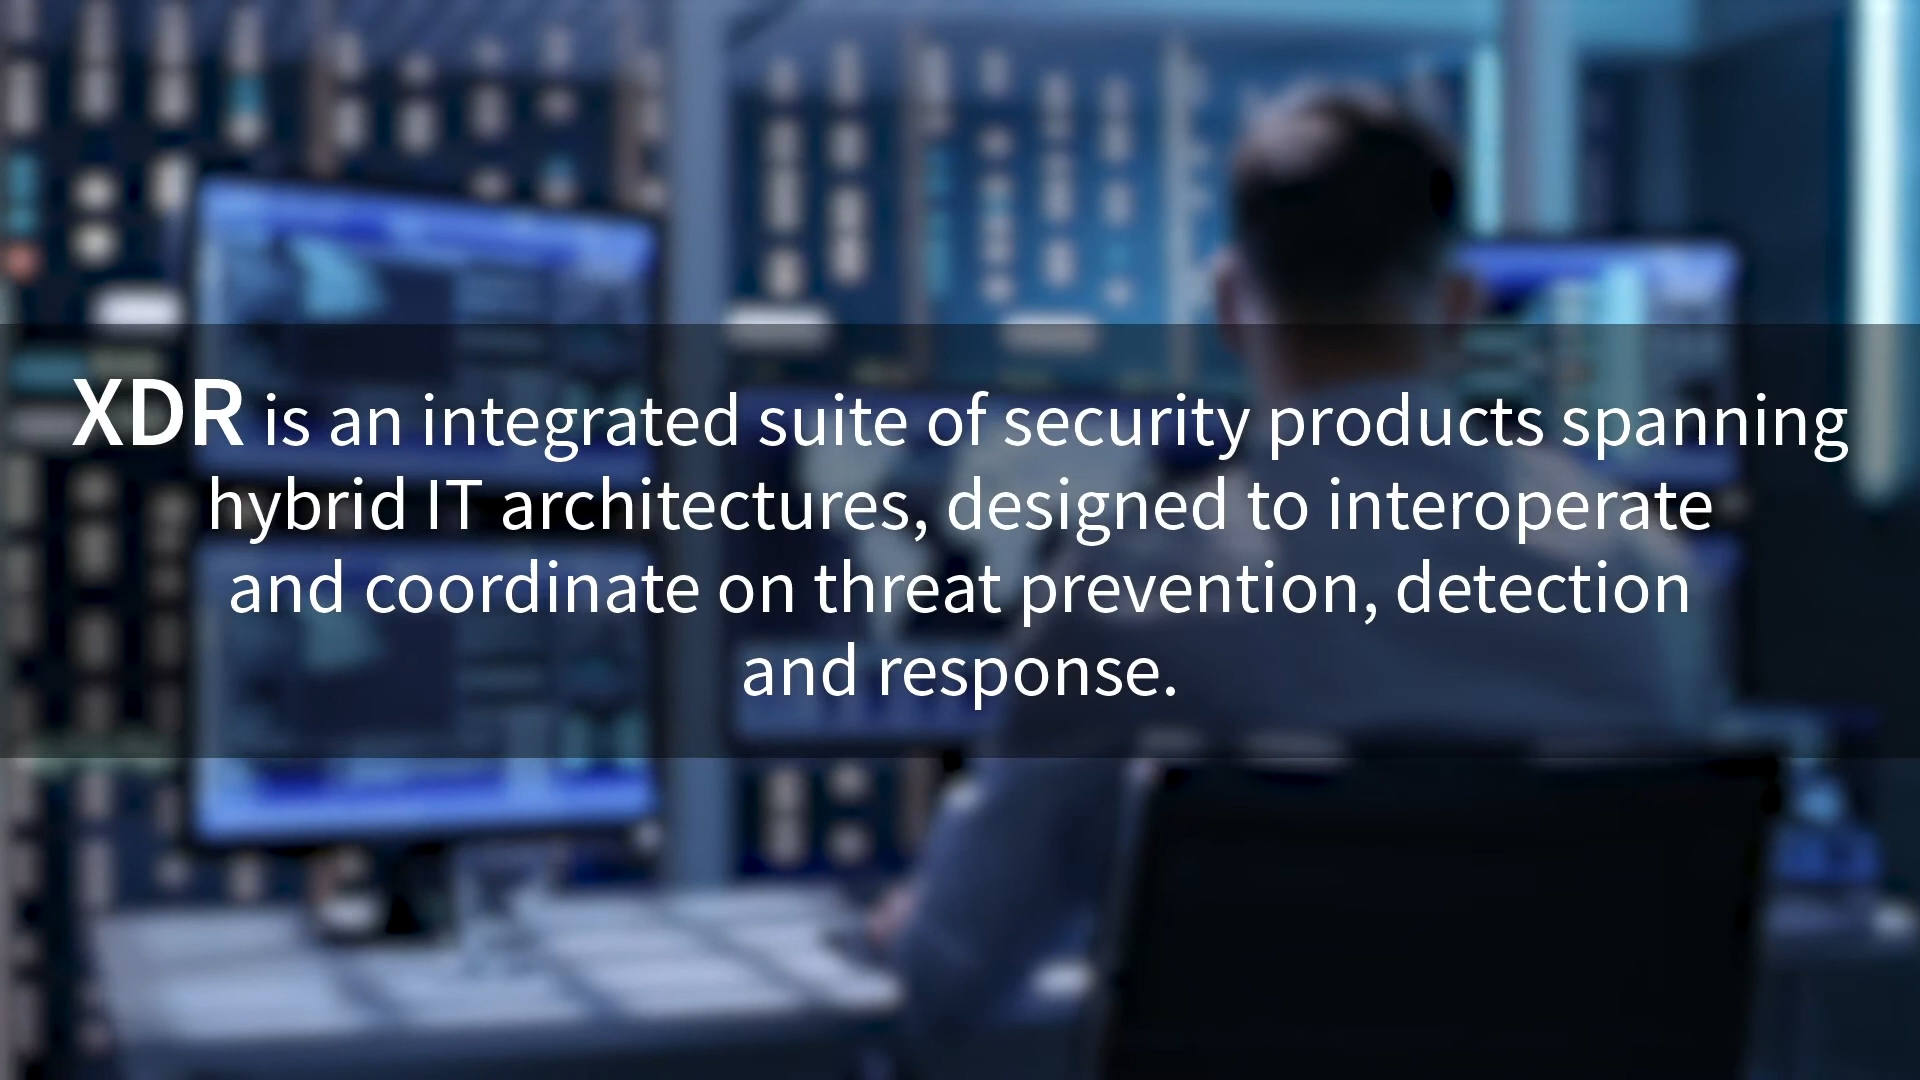 XDR is an integrated suite of security products spanning
hybrid IT architectures, designed to interoperate
and coordinate on threat prevention, detection
and response.